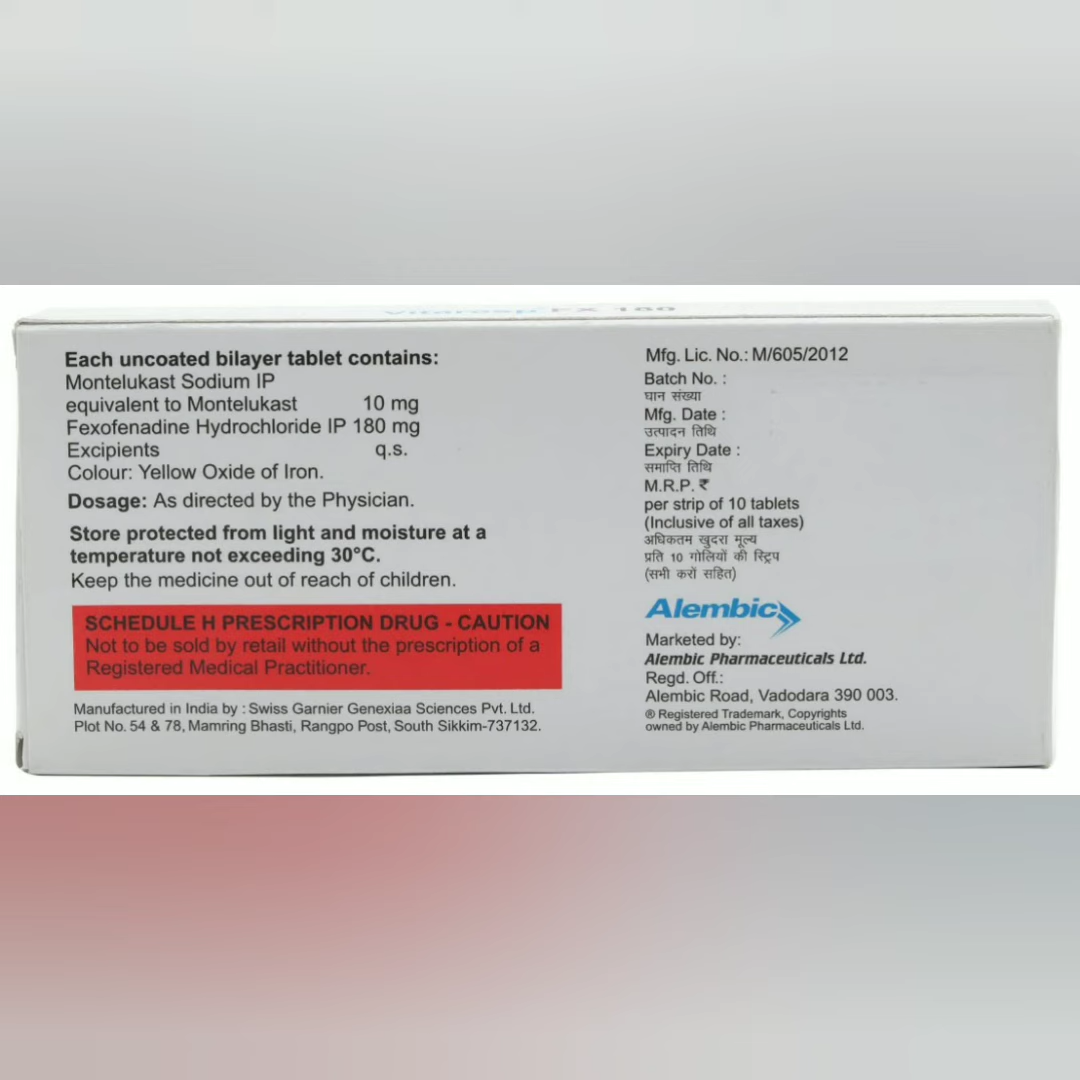 Each uncoated bilayer tablet contains:
Montelukast Sodium IP
equivalent to Montelukast 10 mg
Fexofenadine Hydrochloride IP 180 mg
Excipients q.s.
Colour: Yellow Oxide of Iron.
Dosage: As directed by the Physician.
Store protected from light and moisture at a
temperature not exceeding 30°C.
Keep the medicine out of reach of children.
SCHEDULE H PRESCRIPTION DRUG - CAUTION
Not to be sold by retail without the prescription of a
Registered Medical Practitioner.
Manufactured in India by : Swiss Garnier Genexiaa Sciences Pvt. Ltd.
Plot No. 54 & 78, Mamring Bhasti, Rangpo Post, South Sikkim-737132.
Mfg. Lic. No.: M/605/2012
Batch No. :
घान संख्या
Mfg. Date :
उत्पादन तिथि
Expiry Date :
समाप्ति तिथि
M.R.P. ₹
per strip of 10 tablets
(Inclusive of all taxes)
अधिकतम खुदरा मूल्य
प्रति 10 गोलियों की स्ट्रिप
(सभी करों सहित)
Alembic
Marketed by:
Alembic Pharmaceuticals Ltd.
Regd. Off.:
Alembic Road, Vadodara 390 003.
® Registered Trademark, Copyrights
owned by Alembic Pharmaceuticals Ltd.